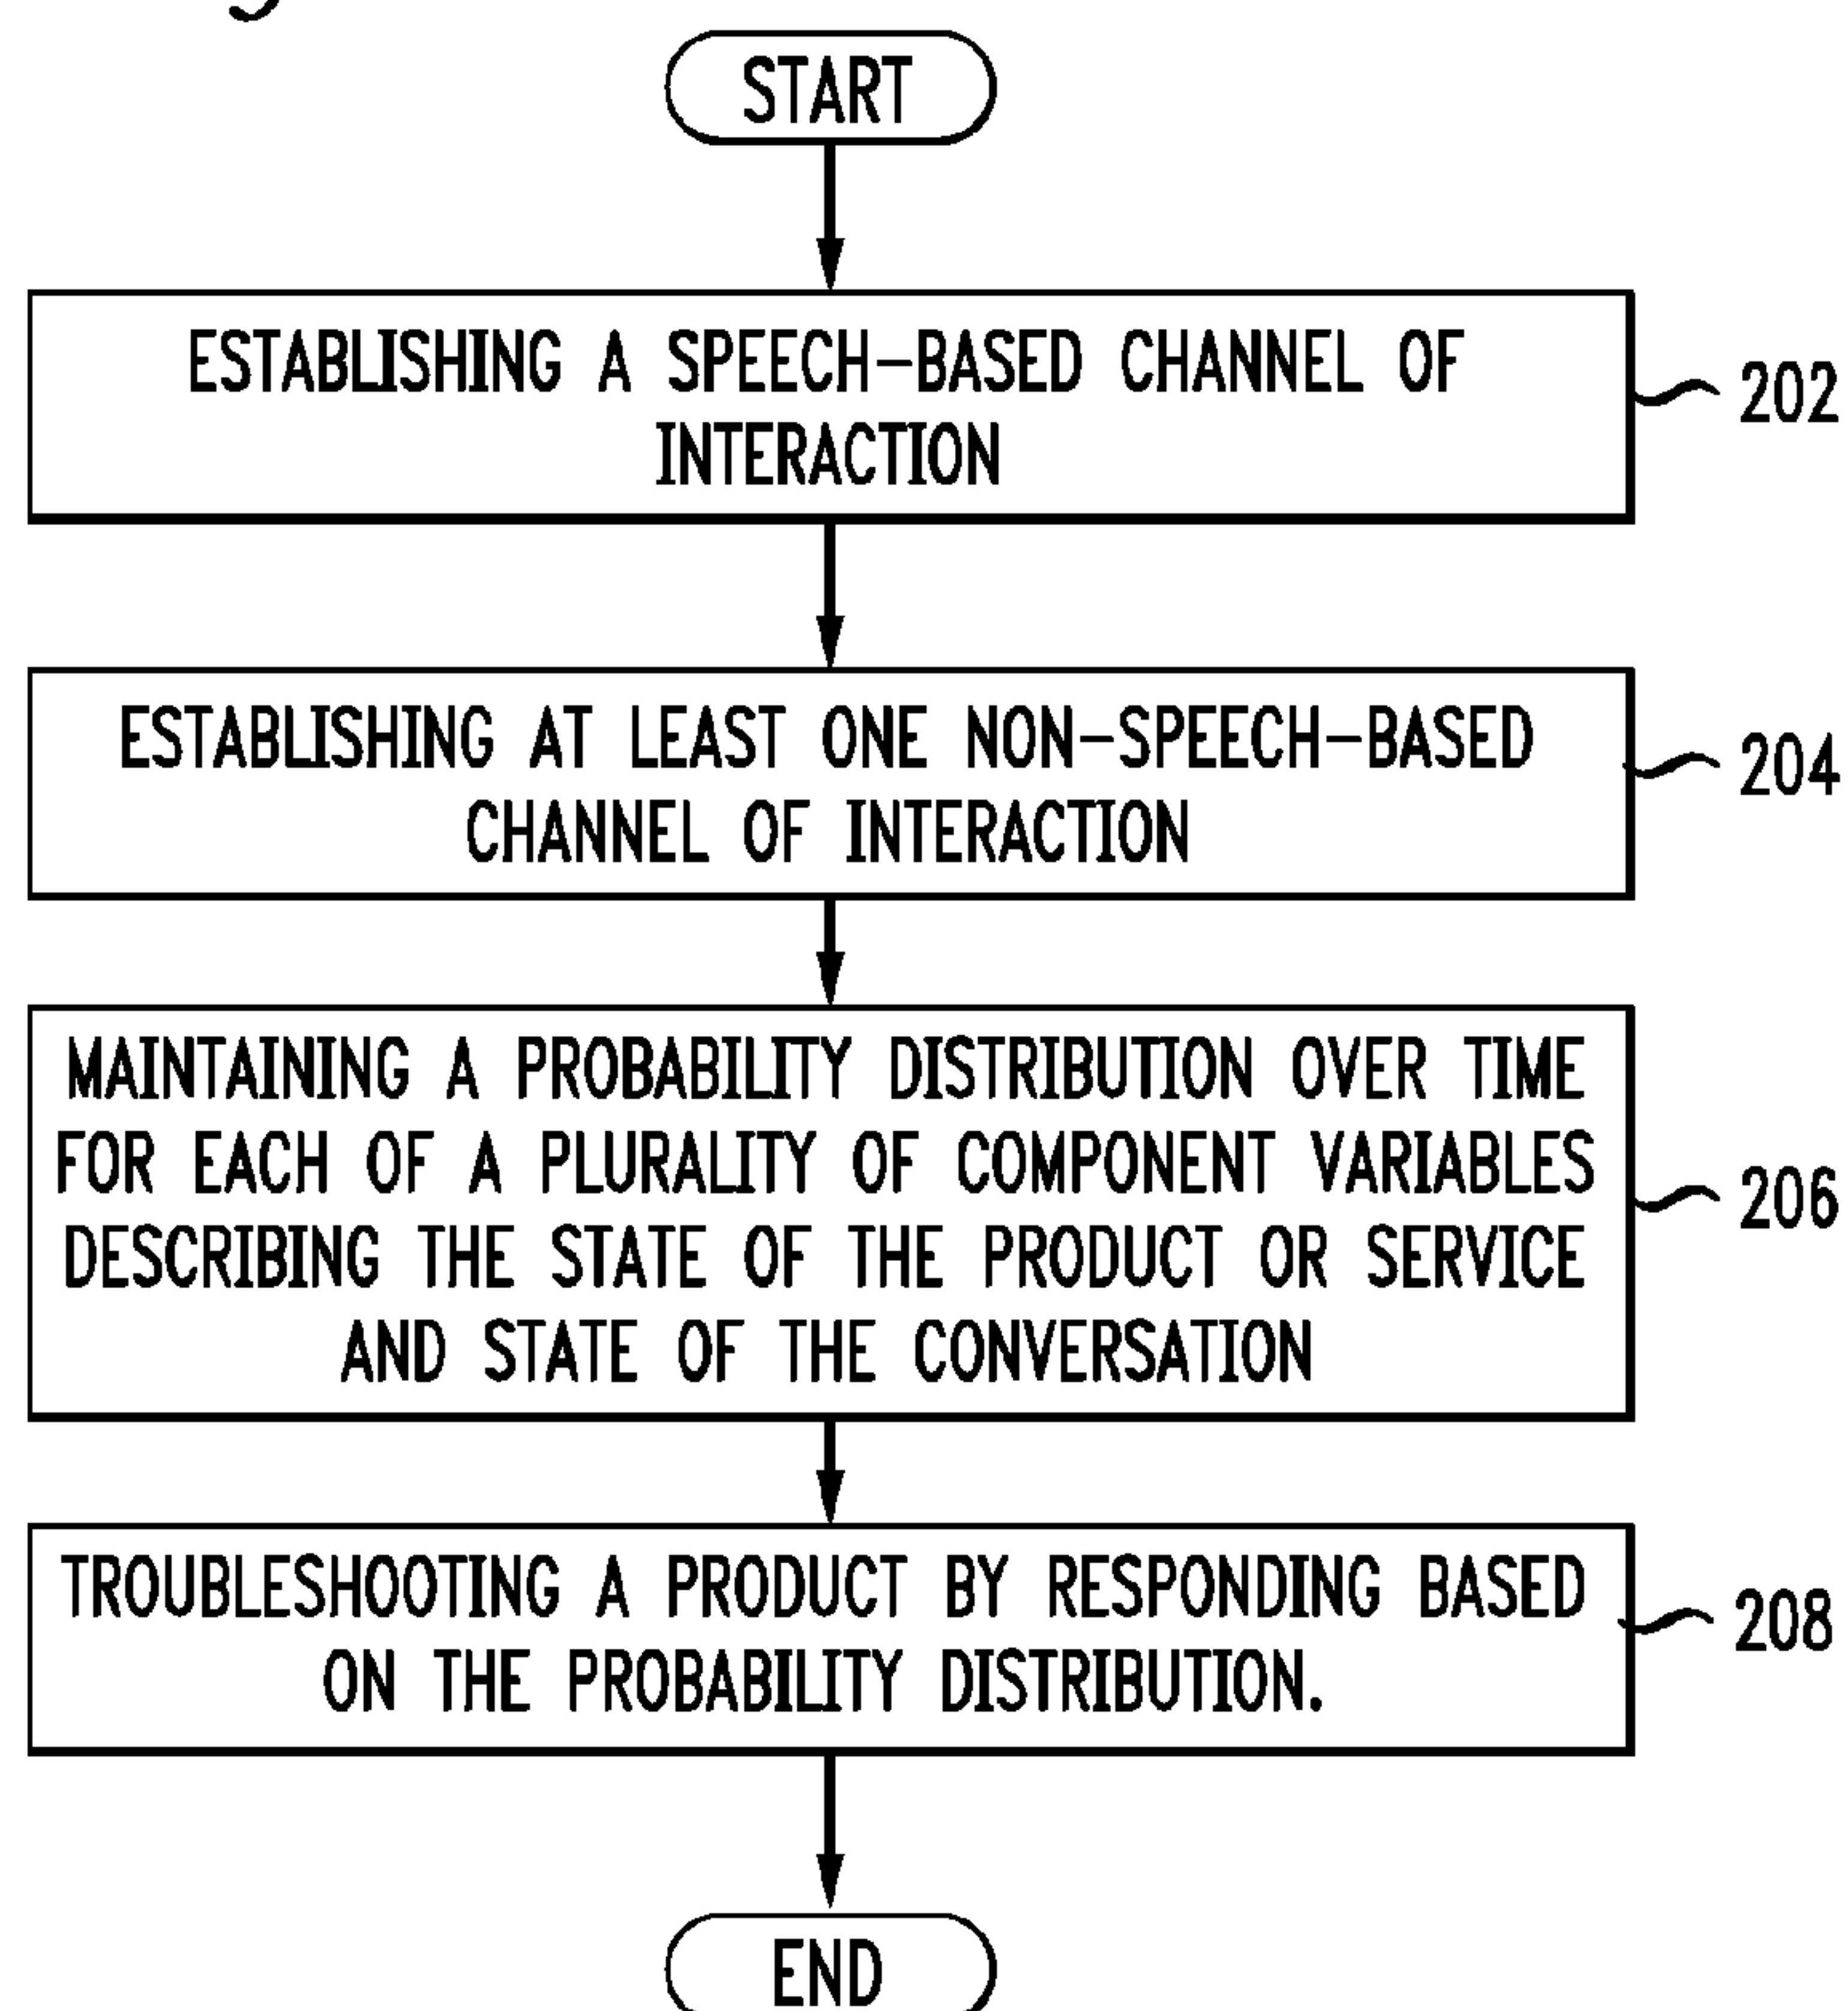 START
ESTABLISHING A SPEECH-BASED CHANNEL OF
INTERACTION
202
ESTABLISHING AT LEAST ONE NON-SPEECH-BASED
CHANNEL OF INTERACTION
204
MAINTAINING A PROBABILITY DISTRIBUTION OVER TIME
FOR EACH OF A PLURALITY OF COMPONENT VARIABLES
DESCRIBING THE STATE OF THE PRODUCT OR SERVICE
AND STATE OF THE CONVERSATION
206
TROUBLESHOOTING A PRODUCT BY RESPONDING BASED
ON THE PROBABILITY DISTRIBUTION.
208
END